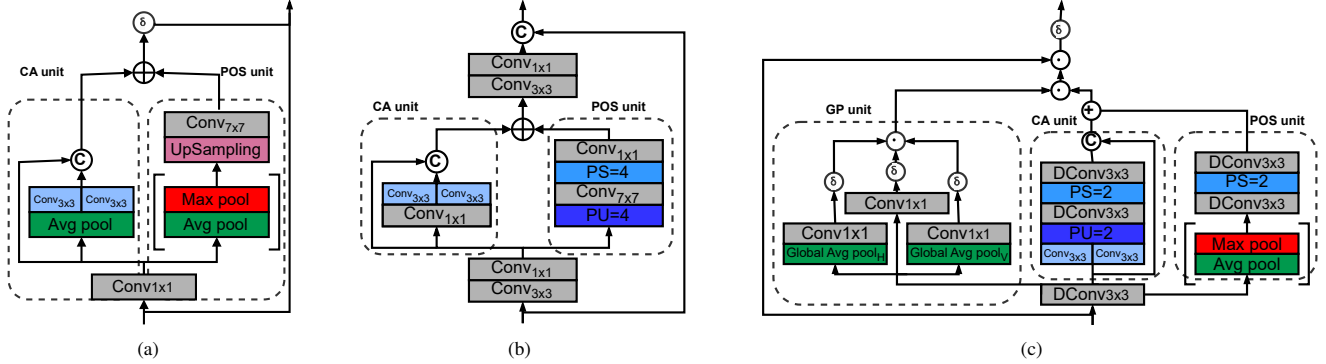 δ
CA unit
POS unit
Conv7x7
UpSampling
C
Conv3x3 Conv3x3
Avg pool
Max pool
Avg pool
Conv1x1
(a)
C
Conv1x1
Conv3x3
CA unit
POS unit
C
Conv3x3 Conv3x3
Conv1x1
Conv1x1
PS=4
Conv7x7
PU=4
Conv1x1
Conv3x3
(b)
δ
GP unit
δ
δ
δ
Conv1x1
Conv1x1
Global Avg poolH
Conv1x1
Global Avg poolV
CA unit
C
DConv3x3
PS=2
DConv3x3
PU=2
Conv3x3 Conv3x3
POS unit
DConv3x3
PS=2
DConv3x3
Max pool
Avg pool
DConv3x3
(c)